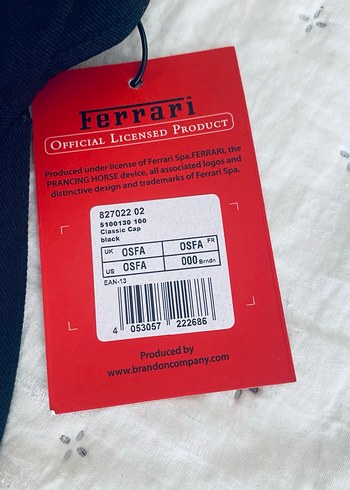 Ferrari
OFFICIAL LICENSED PRODUCT
Produced under license of Ferrari Spa.FERRARI, the
PRANCING HORSE device, all associated logos and
distinctive design and trademarks of Ferrari Spa.
827022 02
5100130 100
Classic Cap
black
UK OSFA OSFA FR
US OSFA 000 Brndn
EAN-13
4 053057 222686
Produced by
www.brandoncompany.com